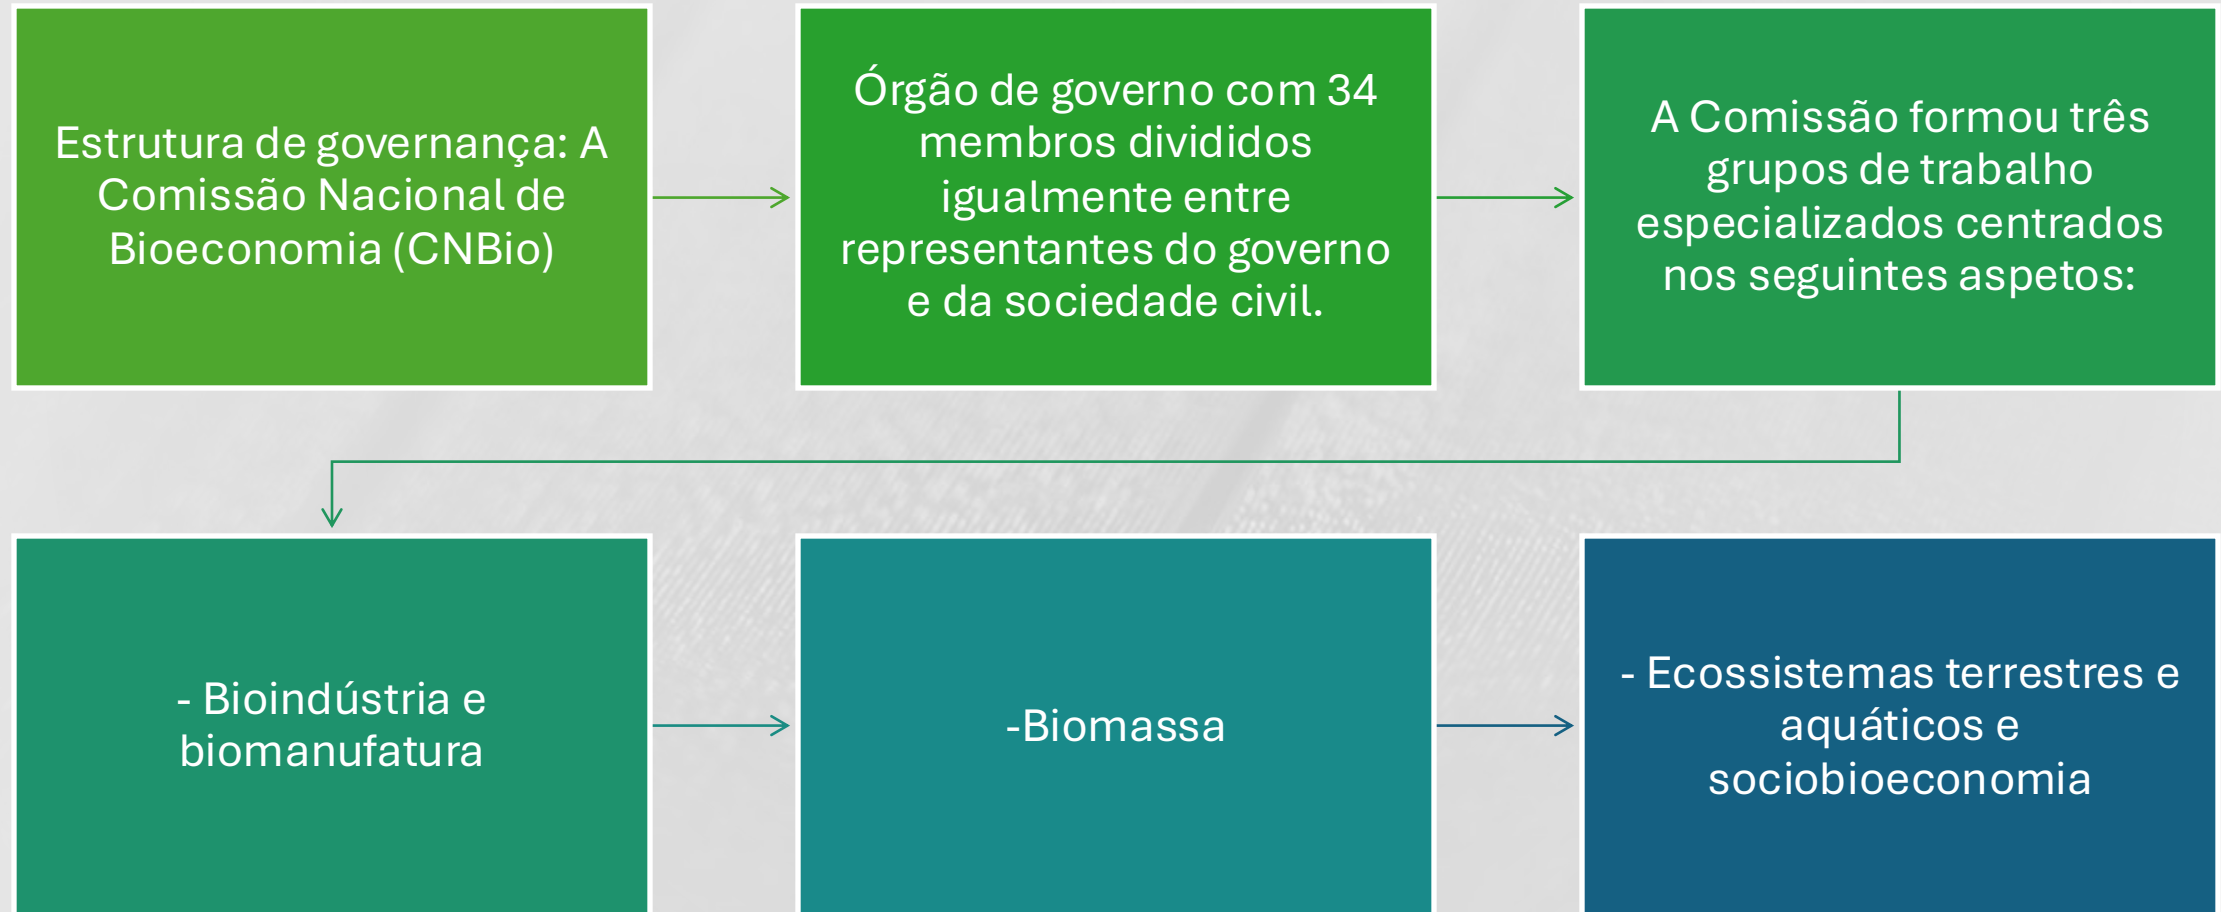 Estrutura de governança: A
Comissão Nacional de
Bioeconomia (CNBio)
Órgão de governo com 34
membros divididos
igualmente entre
representantes do governo
e da sociedade civil.
A Comissão formou três
grupos de trabalho
especializados centrados
nos seguintes aspetos:
- Bioindústria e
biomanufatura
-Biomassa
- Ecossistemas terrestres e
aquáticos e
sociobioeconomia